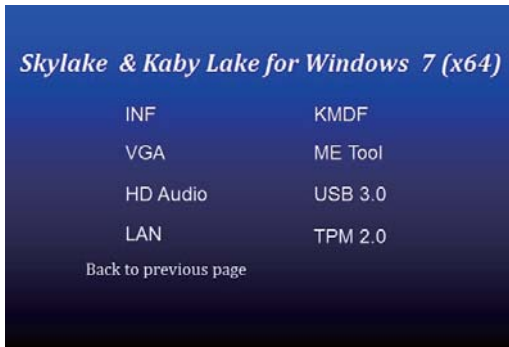 Skylake & Kaby Lake for Windows 7 (x64)
INF
KMDF
VGA
ME Tool
HD Audio
USB 3.0
LAN
TPM 2.0
Back to previous page